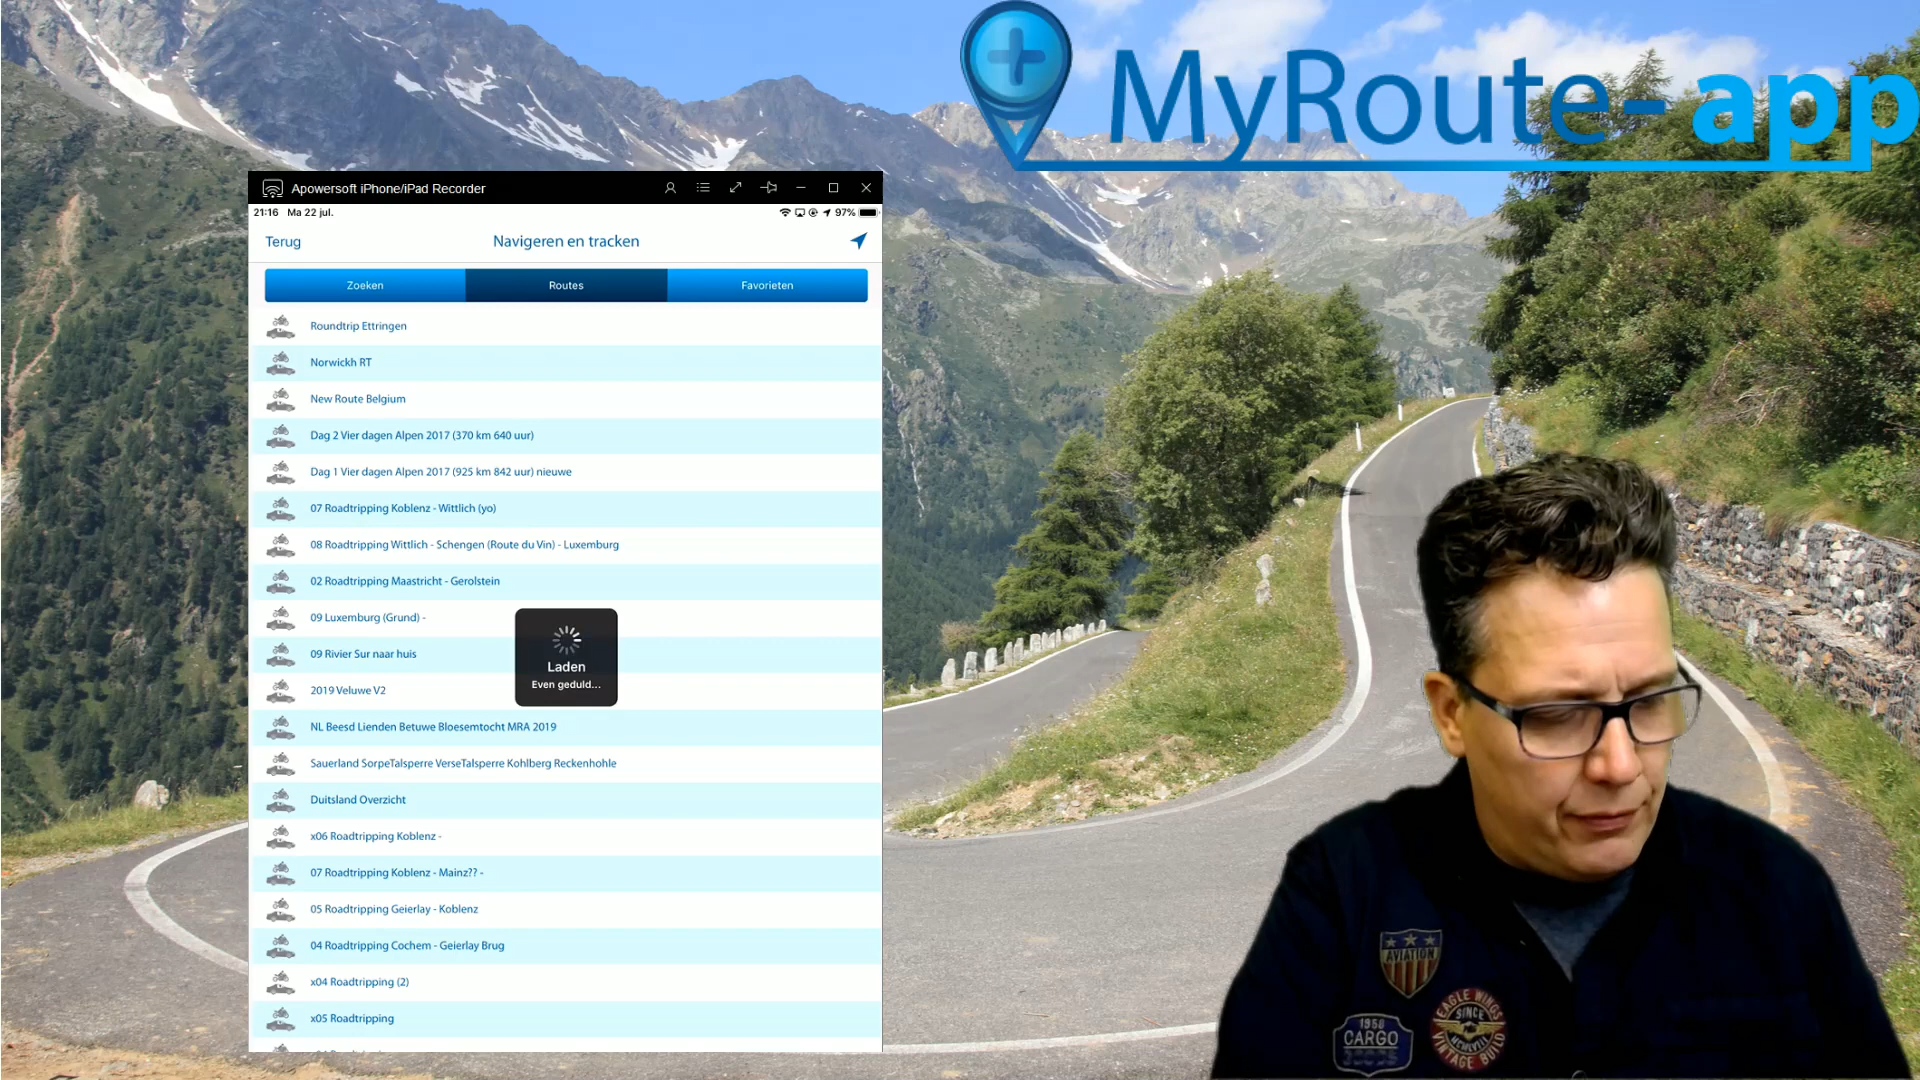 MyRoute-app
Apowersoft iPhone/iPad Recorder
21:16 Ma 22 jul.
97%
Terug
Navigeren en tracken
Zoeken
Routes
Favorieten
Roundtrip Ettringen
Norwickh RT
New Route Belgium
Dag 2 Vier dagen Alpen 2017 (370 km 640 uur)
Dag 1 Vier dagen Alpen 2017 (925 km 842 uur) nieuwe
07 Roadtripping Koblenz - Wittlich (yo)
08 Roadtripping Wittlich - Schengen (Route du Vin) - Luxemburg
02 Roadtripping Maastricht - Gerolstein
09 Luxemburg (Grund) -
09 Rivier Sur naar huis
Laden
Even geduld...
2019 Veluwe V2
NL Beesd Lienden Betuwe Bloesemtocht MRA 2019
Sauerland SorpeTalsperre VerseTalsperre Kohlberg Reckenhohle
Duitsland Overzicht
x06 Roadtripping Koblenz -
07 Roadtripping Koblenz - Mainz?? -
05 Roadtripping Geierlay - Koblenz
04 Roadtripping Cochem - Geierlay Brug
x04 Roadtripping (2)
x05 Roadtripping
AVIATION
1958
CARGO
EAGLE WINGS
SINCE
VINTAGE BUILD